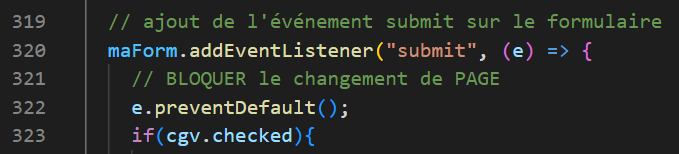 319 // ajout de l'événement submit sur le formulaire
320 maForm.addEventListener("submit", (e) => {
321 // BLOQUER le changement de PAGE
322 e.preventDefault();
323 if(cgv.checked){